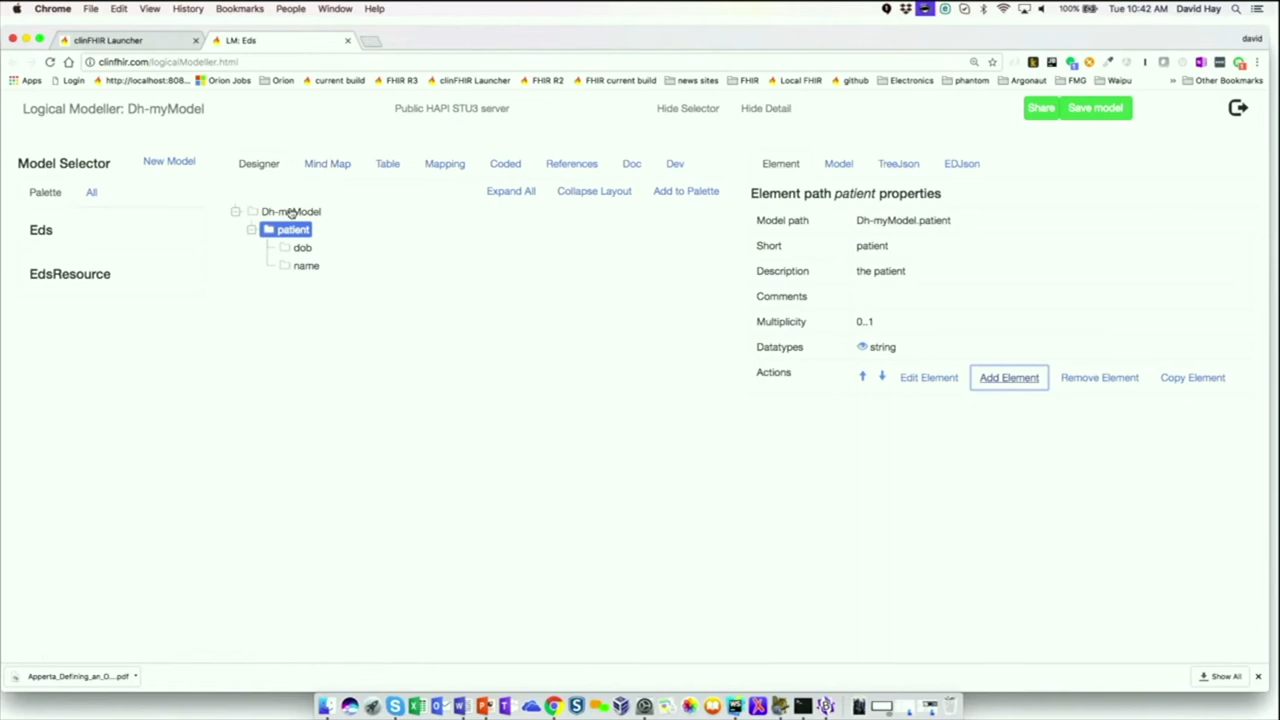 Chrome File Edit View History Bookmarks People Window Help 100% Tue 10:42 AM David Hay
clinFHIR Launcher LM: Eds david
clinfhir.com/logicalModeller.html
Apps Login http://localhost:808... Orion Jobs Orion current build FHIR R3 clinFHIR Launcher FHIR R2 FHIR current build news sites FHIR Local FHIR github Electronics phantom Argonaut FMG Waipu » Other Bookmarks
Logical Modeller: Dh-myModel Public HAPI STU3 server Hide Selector Hide Detail Share Save model
Model Selector New Model Designer Mind Map Table Mapping Coded References Doc Dev Element Model TreeJson EDJson
Palette All Expand All Collapse Layout Add to Palette Element path patient properties
Dh-myModel
Model path Dh-myModel.patient
Eds patient
Short patient
dob
name
Description the patient
EdsResource
Comments
Multiplicity 0..1
Datatypes string
Actions Edit Element Add Element Remove Element Copy Element
Apperta_Defining_an_O....pdf Show All